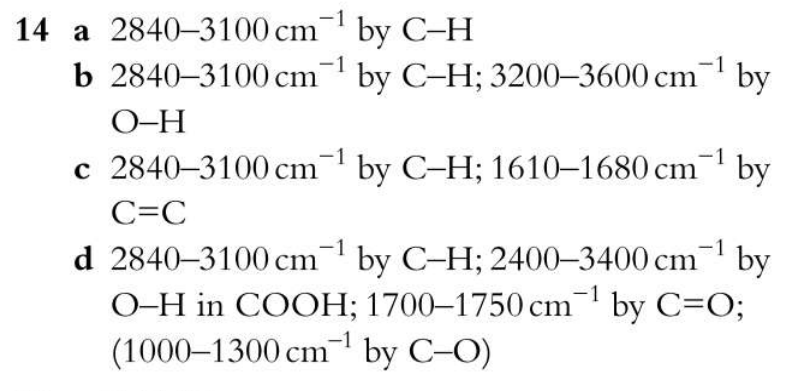 14 a 2840–3100 cm⁻¹ by C–H
b 2840–3100 cm⁻¹ by C–H; 3200–3600 cm⁻¹ by
O–H
c 2840–3100 cm⁻¹ by C–H; 1610–1680 cm⁻¹ by
C=C
d 2840–3100 cm⁻¹ by C–H; 2400–3400 cm⁻¹ by
O–H in COOH; 1700–1750 cm⁻¹ by C=O;
(1000–1300 cm⁻¹ by C–O)